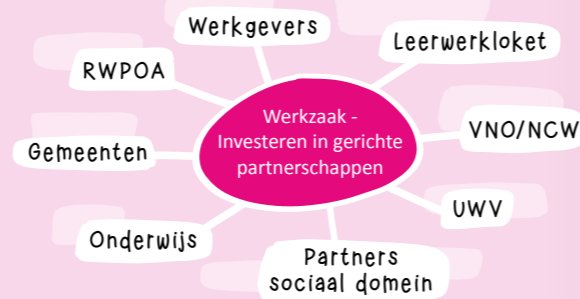 Werkgevers
Leerwerkloket
RWPOA
Werkzaak -
Investeren in gerichte
partnerschappen
VNO/NCW
Gemeenten
UWV
Onderwijs
Partners
sociaal domein